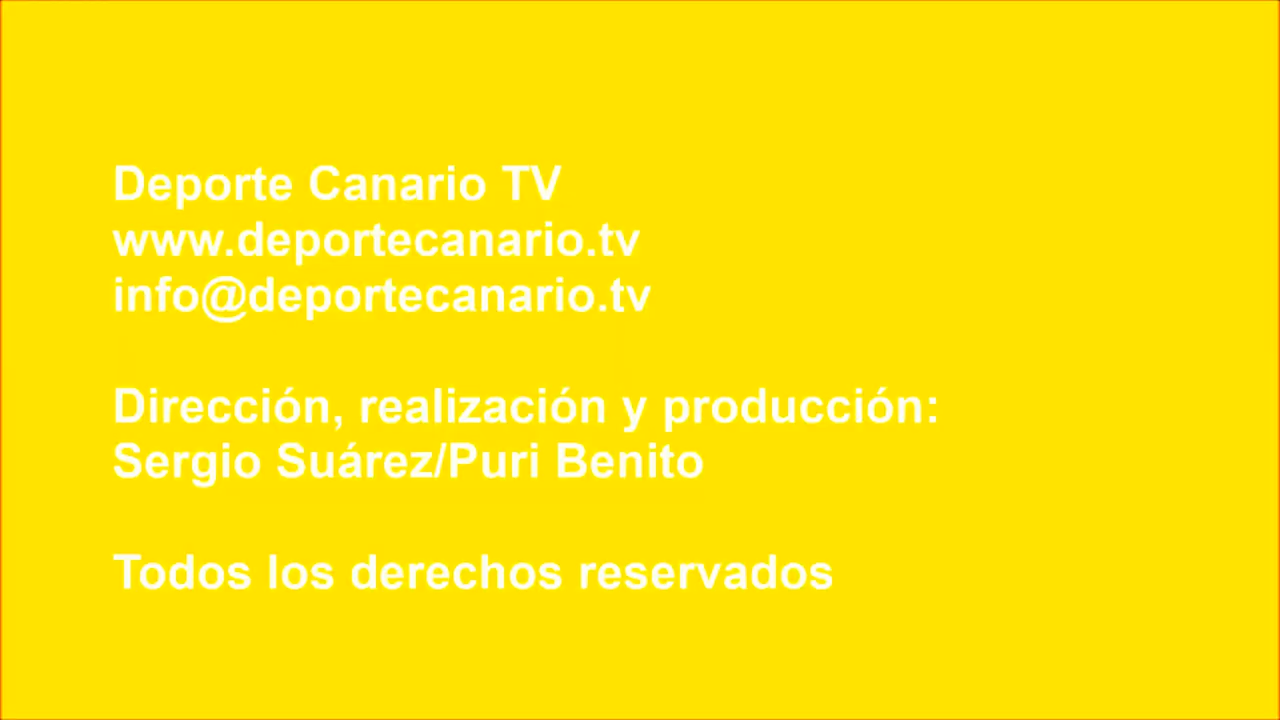 Deporte Canario TV
www.deportecanario.tv
info@deportecanario.tv
Dirección, realización y producción:
Sergio Suárez/Puri Benito
Todos los derechos reservados